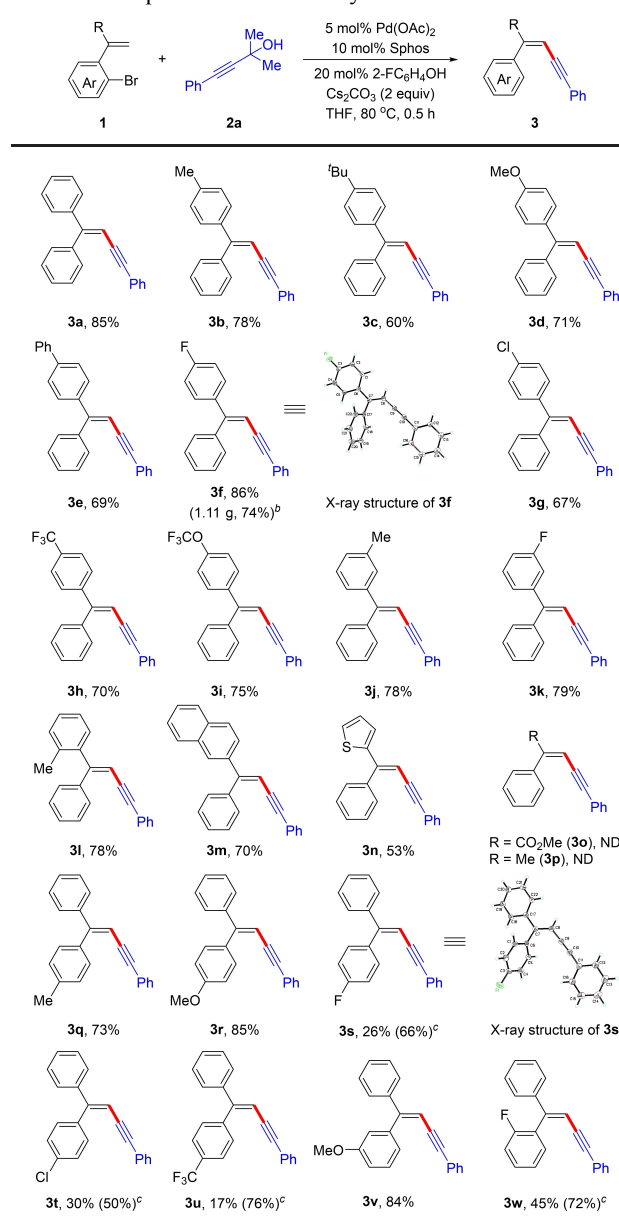 R
Ar
Br
1
+
Me
OH
Me
Ph
2a
5 mol% Pd(OAc)2
10 mol% Sphos
20 mol% 2-FC6H4OH
Cs2CO3 (2 equiv)
THF, 80 °C, 0.5 h
R
Ar
Ph
3
Ph
3a, 85%
Me
Ph
3b, 78%
tBu
Ph
3c, 60%
MeO
Ph
3d, 71%
Ph
Ph
3e, 69%
F
Ph
3f, 86%
(1.11 g, 74%)b
X-ray structure of 3f
Cl
Ph
3g, 67%
F3C
Ph
3h, 70%
F3CO
Ph
3i, 75%
Me
Ph
3j, 78%
F
Ph
3k, 79%
Me
Ph
3l, 78%
Ph
3m, 70%
S
Ph
3n, 53%
R
Ph
R = CO2Me (3o), ND
R = Me (3p), ND
Me
Ph
3q, 73%
MeO
Ph
3r, 85%
F
Ph
3s, 26% (66%)c
X-ray structure of 3s
Cl
Ph
3t, 30% (50%)c
F3C
Ph
3u, 17% (76%)c
MeO
Ph
3v, 84%
F
Ph
3w, 45% (72%)c